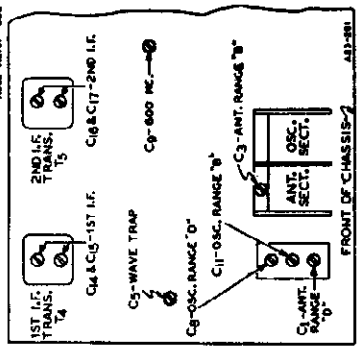 1ST I.F.
TRANS.
T4
2ND I.F.
TRANS.
T5
C14 & C15-1ST I.F.
C16 & C17-2ND I.F.
C5-WAVE TRAP
C9-600 KC.
C8-OSC. RANGE "D"
C11-OSC. RANGE "B"
C3-ANT. RANGE "B"
C1-ANT.
RANGE
"D"
ANT.
SECT.
OSC.
SECT.
FRONT OF CHASSIS